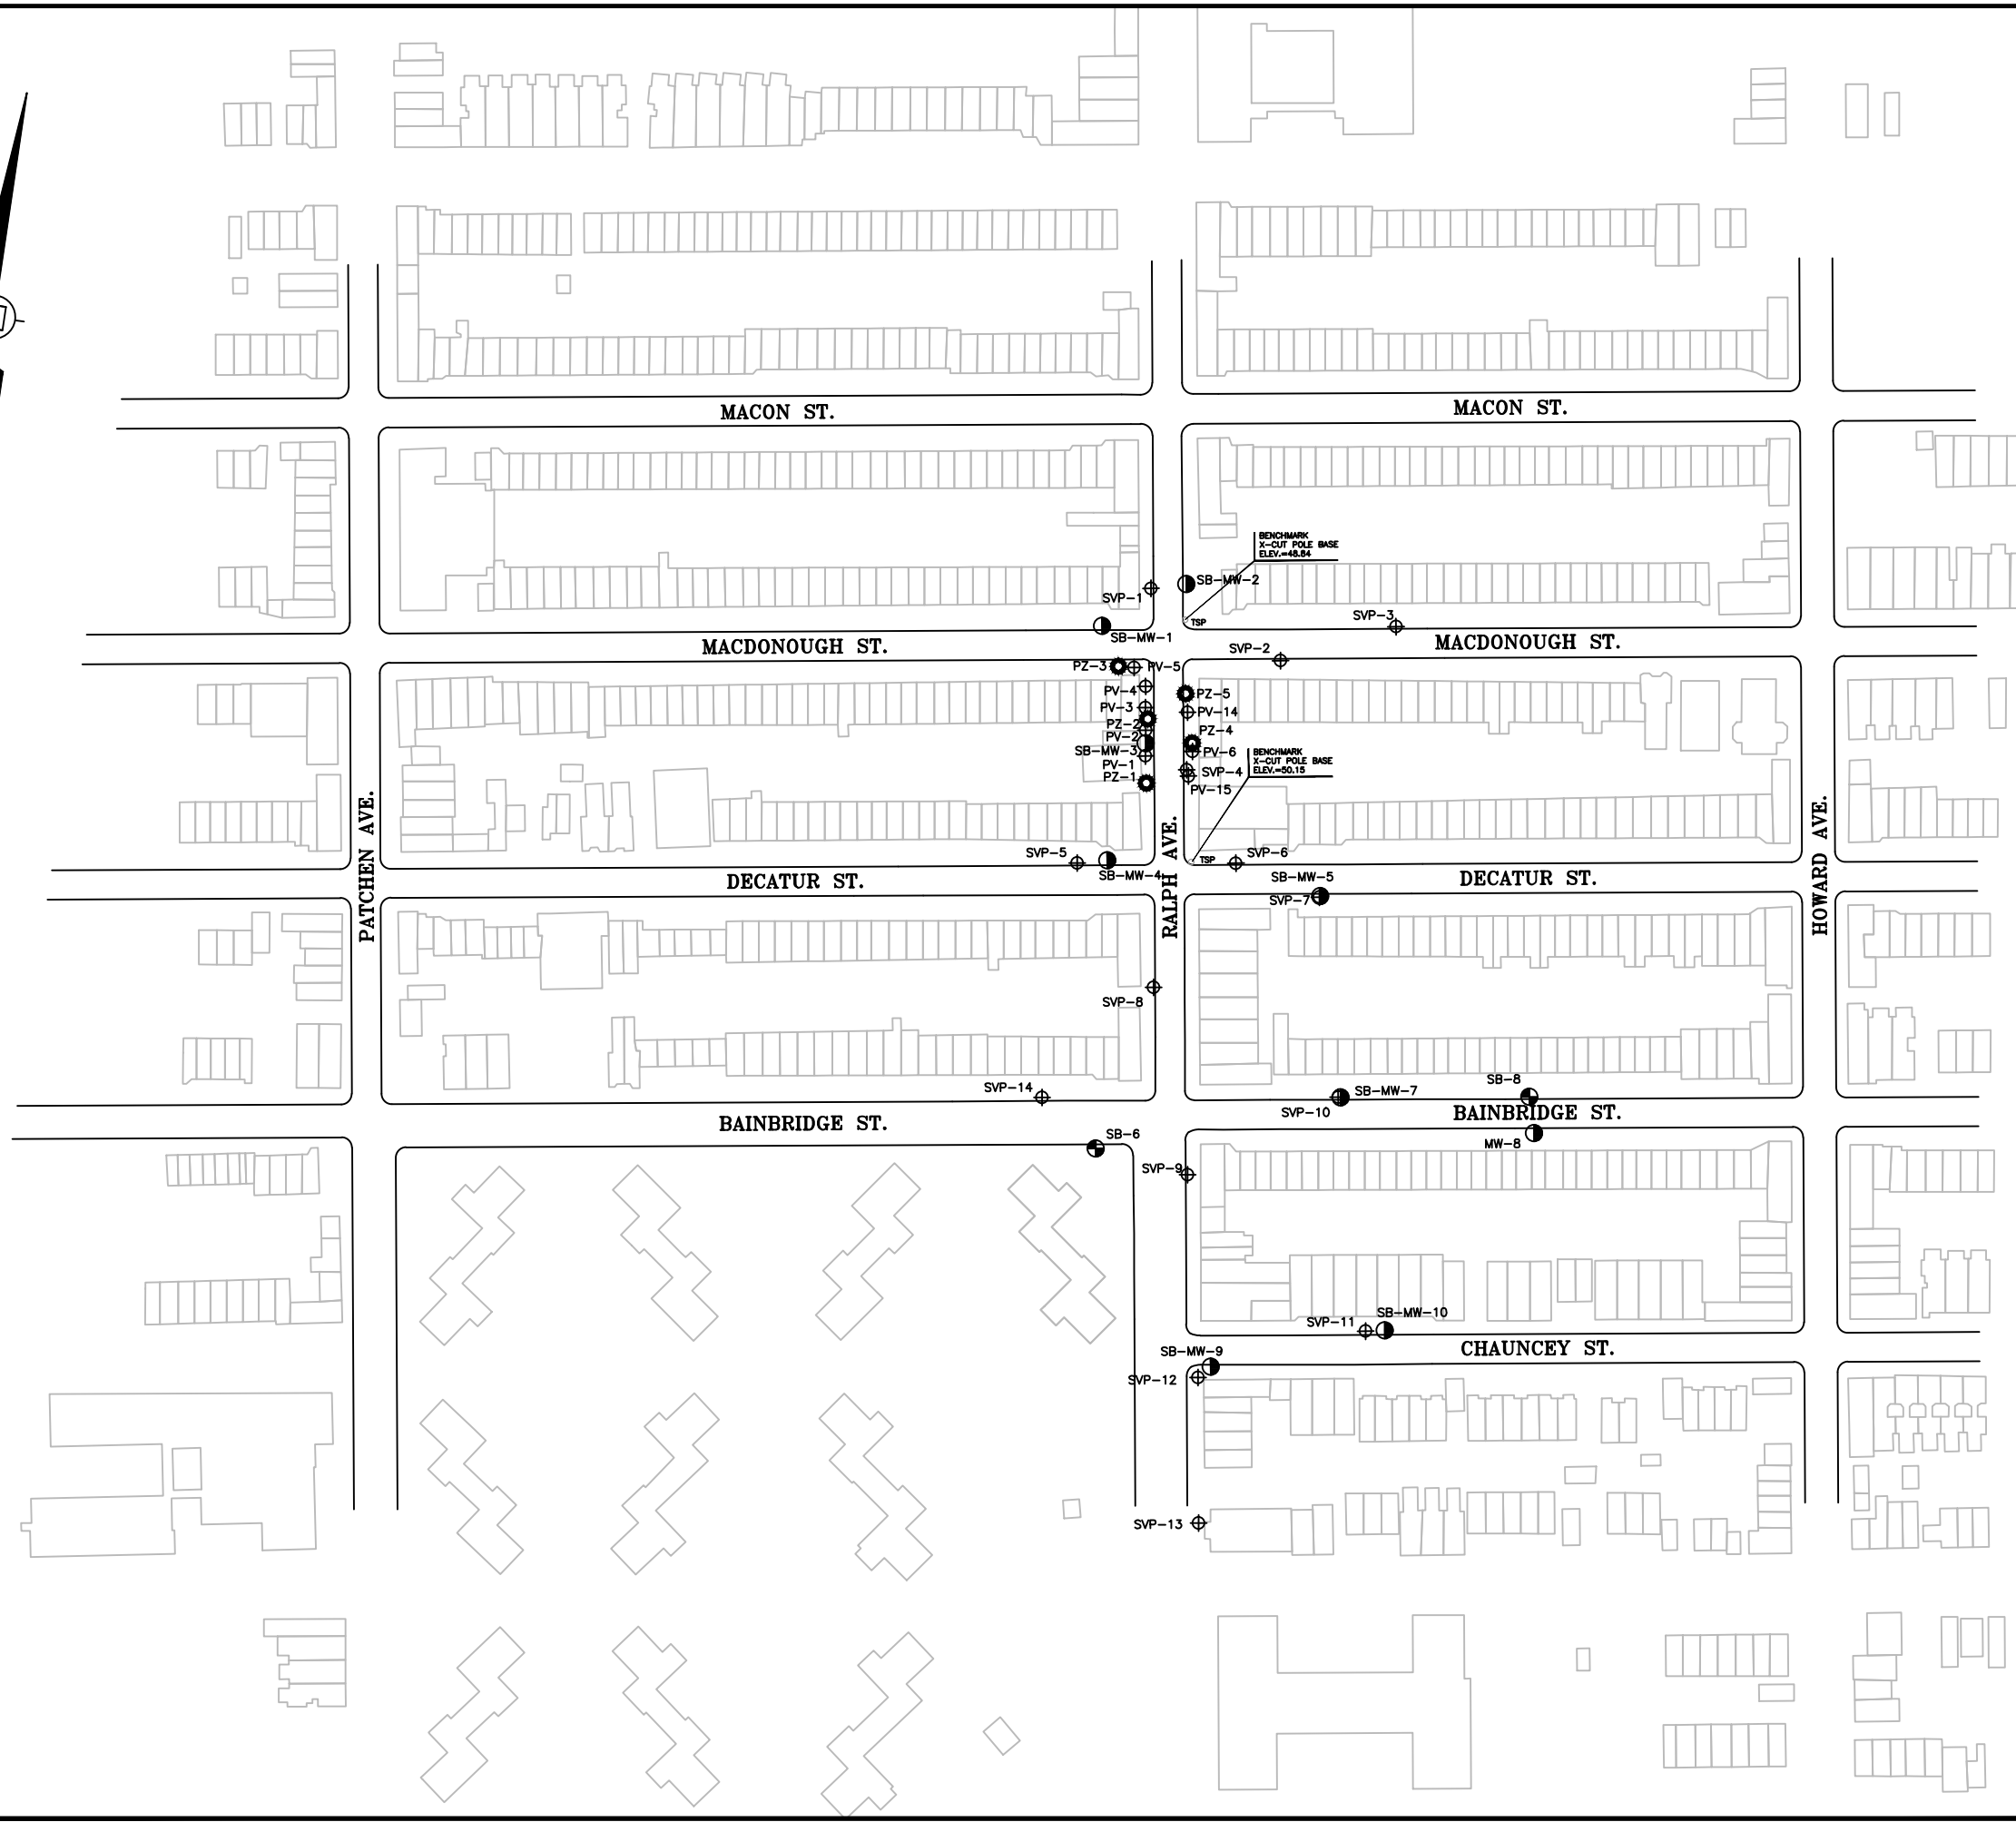 MACON ST.
MACON ST.
BENCHMARK
X-CUT POLE BASE
ELEV.=48.84
SB-MW-2
SVP-1
SVP-3
TSP
SB-MW-1
MACDONOUGH ST.
MACDONOUGH ST.
SVP-2
PZ-3
PV-5
PV-4
PZ-5
PV-3
PV-14
PZ-2
PZ-4
PV-2
SB-MW-3
PV-6
BENCHMARK
X-CUT POLE BASE
ELEV.=50.15
PV-1
SVP-4
PZ-1
PV-15
PATCHEN AVE.
RALPH AVE.
HOWARD AVE.
SVP-5
SVP-6
TSP
SB-MW-4
SB-MW-5
DECATUR ST.
DECATUR ST.
SVP-7
SVP-8
SVP-14
SB-8
SB-MW-7
SVP-10
BAINBRIDGE ST.
BAINBRIDGE ST.
SB-6
MW-8
SVP-9
SB-MW-10
SVP-11
CHAUNCEY ST.
SB-MW-9
SVP-12
SVP-13